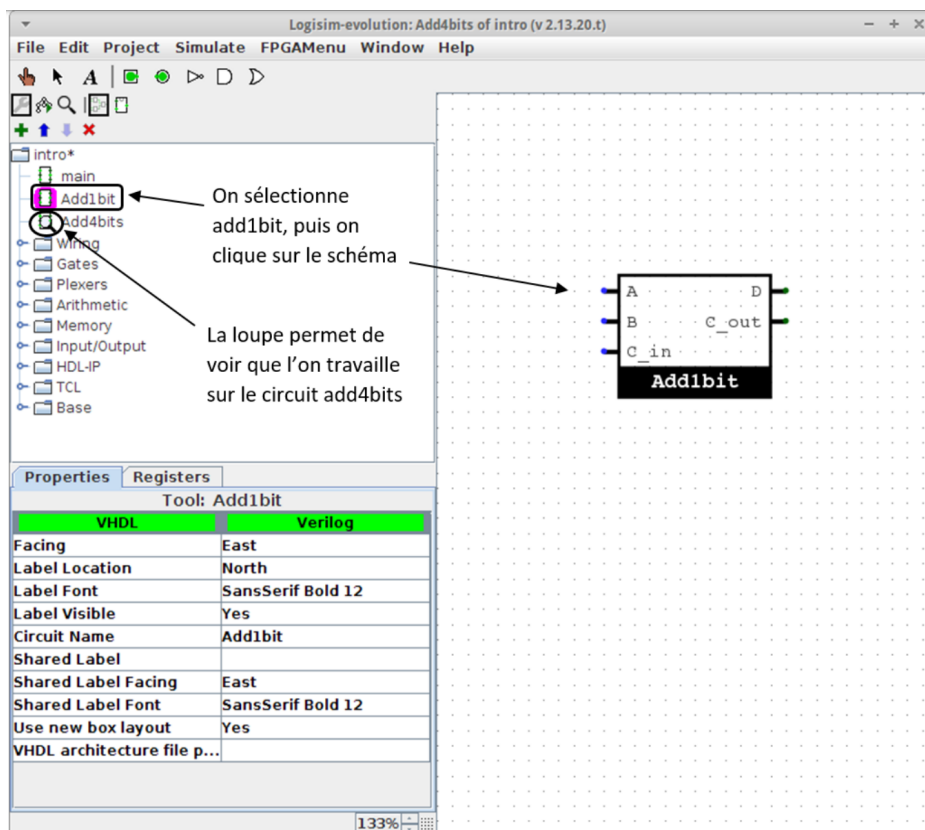 Logisim-evolution: Add4bits of intro (v 2.13.20.t)
File Edit Project Simulate FPGAMenu Window Help
A
intro*
main
Add1bit
Add4bits
Wiring
Gates
Plexers
Arithmetic
Memory
Input/Output
HDL-IP
TCL
Base
On sélectionne
add1bit, puis on
clique sur le schéma
La loupe permet de
voir que l'on travaille
sur le circuit add4bits
A D
B C_out
C_in
Add1bit
Properties Registers
Tool: Add1bit
VHDL Verilog
Facing East
Label Location North
Label Font SansSerif Bold 12
Label Visible Yes
Circuit Name Add1bit
Shared Label
Shared Label Facing East
Shared Label Font SansSerif Bold 12
Use new box layout Yes
VHDL architecture file p...
133%